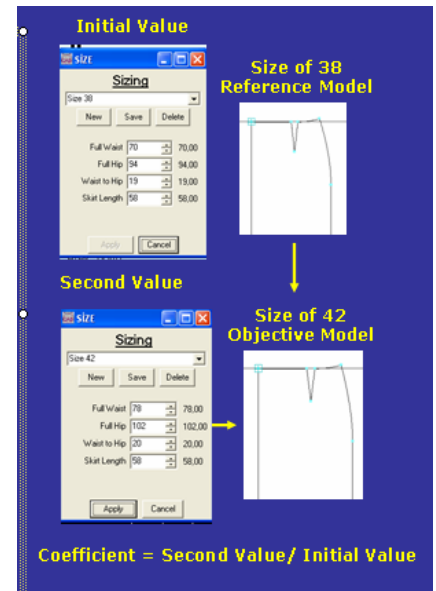 Initial Value
SIZE
Sizing
Size 38
New Save Delete
Full Waist 70 70,00
Full Hip 94 94,00
Waist to Hip 19 19,00
Skirt Length 58 58,00
Apply Cancel
Size of 38
Reference Model
Second Value
SIZE
Sizing
Size 42
New Save Delete
Full Waist 78 78,00
Full Hip 102 102,00
Waist to Hip 20 20,00
Skirt Length 58 58,00
Apply Cancel
Size of 42
Objective Model
Coefficient = Second Value/ Initial Value